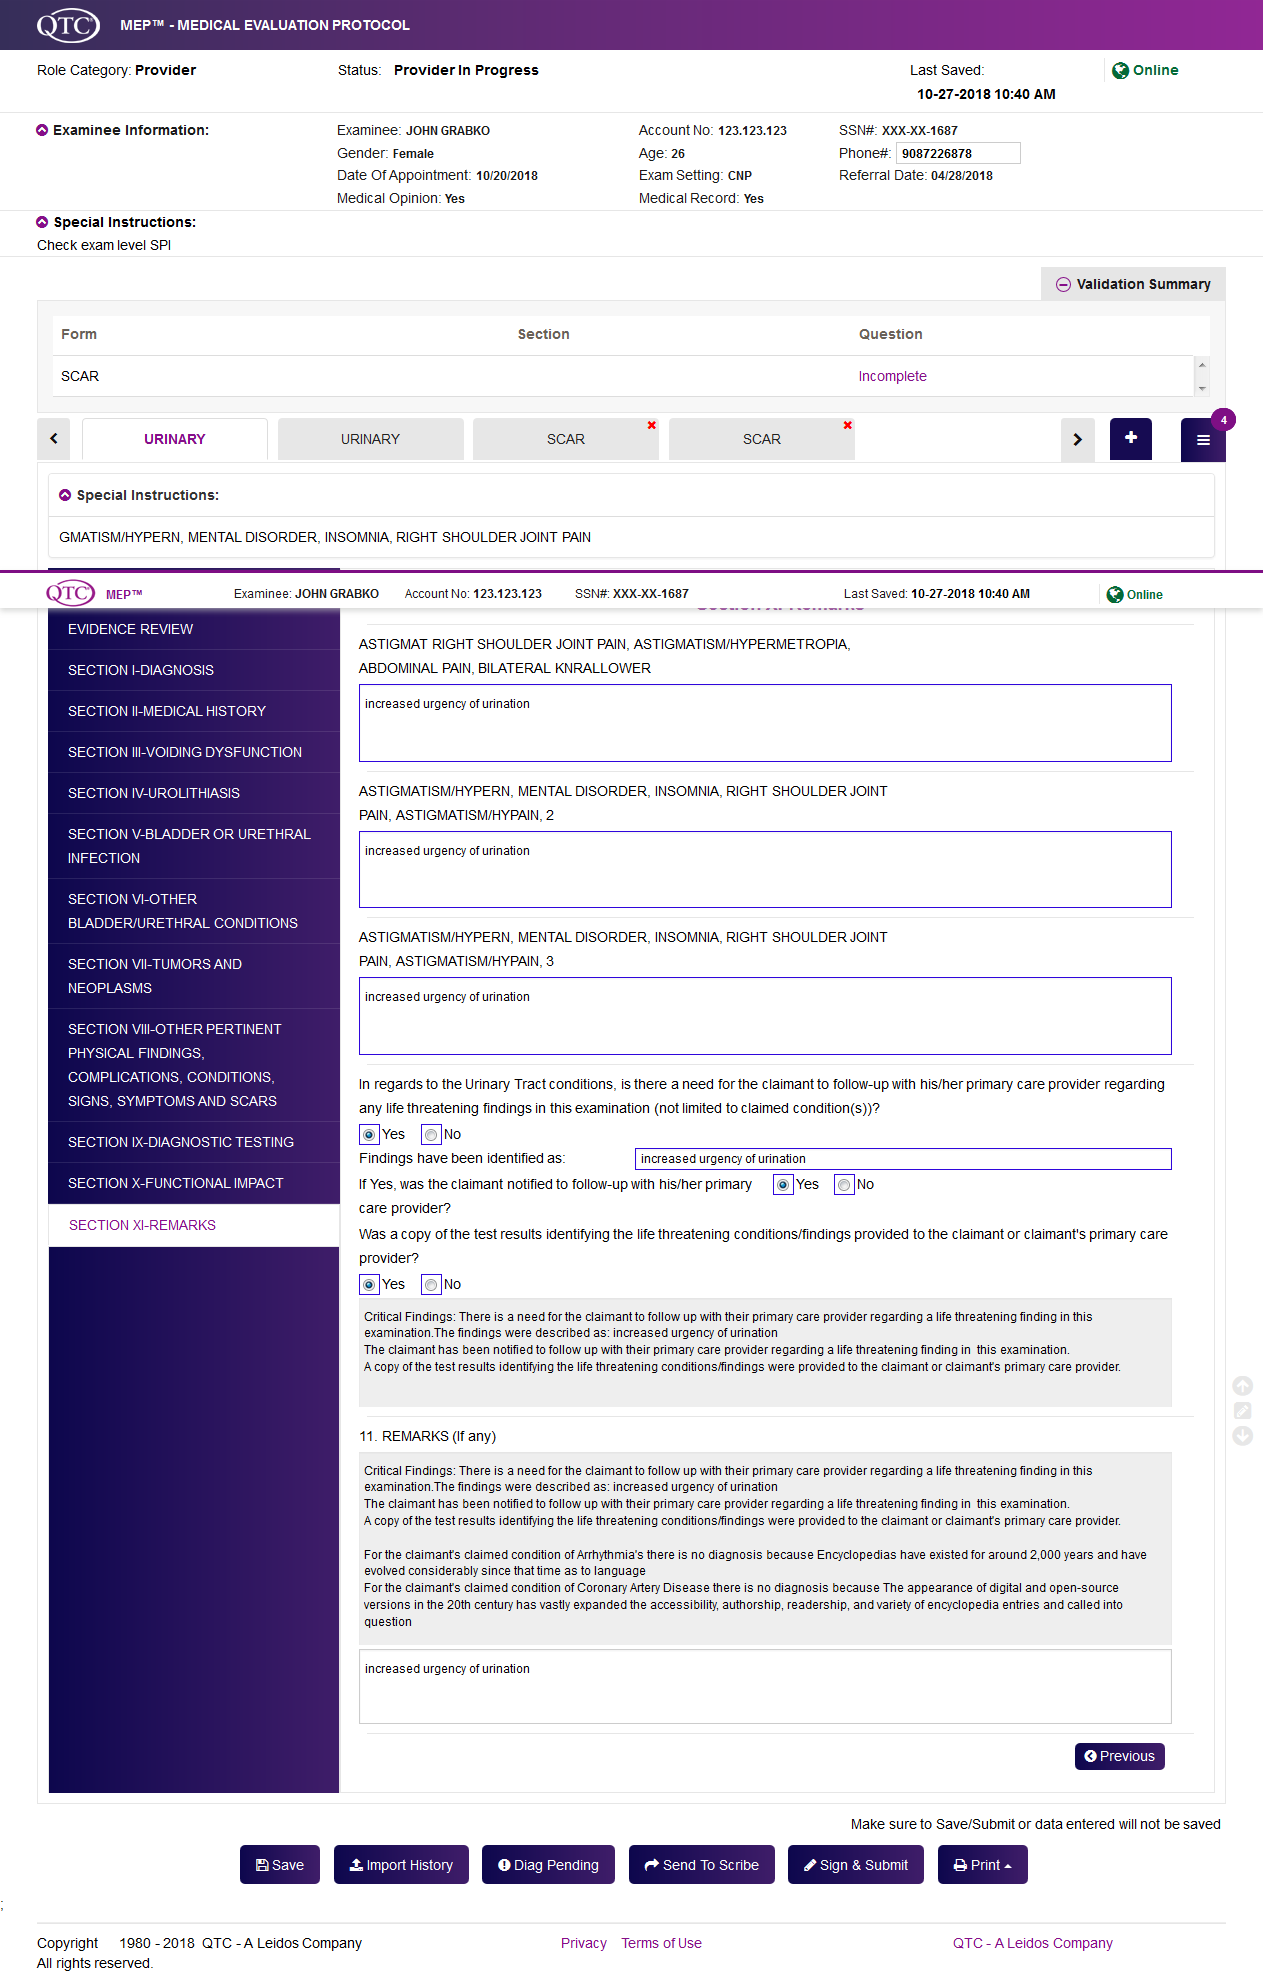 QTC® MEP™ - MEDICAL EVALUATION PROTOCOL
Role Category: Provider Status: Provider In Progress Last Saved: Online
10-27-2018 10:40 AM
Examinee Information: Examinee: JOHN GRABKO Account No: 123.123.123 SSN#: XXX-XX-1687
Gender: Female Age: 26 Phone#: 9087226878
Date Of Appointment: 10/20/2018 Exam Setting: CNP Referral Date: 04/28/2018
Medical Opinion: Yes Medical Record: Yes
Special Instructions:
Check exam level SPI
Validation Summary
Form Section Question
SCAR Incomplete
4
URINARY URINARY SCAR SCAR
Special Instructions:
GMATISM/HYPERN, MENTAL DISORDER, INSOMNIA, RIGHT SHOULDER JOINT PAIN
QTC® MEP™ Examinee: JOHN GRABKO Account No: 123.123.123 SSN#: XXX-XX-1687 Last Saved: 10-27-2018 10:40 AM Online
Section XI-Remarks
EVIDENCE REVIEW
SECTION I-DIAGNOSIS
SECTION II-MEDICAL HISTORY
SECTION III-VOIDING DYSFUNCTION
SECTION IV-UROLITHIASIS
SECTION V-BLADDER OR URETHRAL
INFECTION
SECTION VI-OTHER
BLADDER/URETHRAL CONDITIONS
SECTION VII-TUMORS AND
NEOPLASMS
SECTION VIII-OTHER PERTINENT
PHYSICAL FINDINGS,
COMPLICATIONS, CONDITIONS,
SIGNS, SYMPTOMS AND SCARS
SECTION IX-DIAGNOSTIC TESTING
SECTION X-FUNCTIONAL IMPACT
SECTION XI-REMARKS
ASTIGMAT RIGHT SHOULDER JOINT PAIN, ASTIGMATISM/HYPERMETROPIA,
ABDOMINAL PAIN, BILATERAL KNRALLOWER
increased urgency of urination
ASTIGMATISM/HYPERN, MENTAL DISORDER, INSOMNIA, RIGHT SHOULDER JOINT
PAIN, ASTIGMATISM/HYPAIN, 2
increased urgency of urination
ASTIGMATISM/HYPERN, MENTAL DISORDER, INSOMNIA, RIGHT SHOULDER JOINT
PAIN, ASTIGMATISM/HYPAIN, 3
increased urgency of urination
In regards to the Urinary Tract conditions, is there a need for the claimant to follow-up with his/her primary care provider regarding
any life threatening findings in this examination (not limited to claimed condition(s))?
Yes No
Findings have been identified as: increased urgency of urination
If Yes, was the claimant notified to follow-up with his/her primary Yes No
care provider?
Was a copy of the test results identifying the life threatening conditions/findings provided to the claimant or claimant's primary care
provider?
Yes No
Critical Findings: There is a need for the claimant to follow up with their primary care provider regarding a life threatening finding in this
examination.The findings were described as: increased urgency of urination
The claimant has been notified to follow up with their primary care provider regarding a life threatening finding in this examination.
A copy of the test results identifying the life threatening conditions/findings were provided to the claimant or claimant's primary care provider.
11. REMARKS (If any)
Critical Findings: There is a need for the claimant to follow up with their primary care provider regarding a life threatening finding in this
examination.The findings were described as: increased urgency of urination
The claimant has been notified to follow up with their primary care provider regarding a life threatening finding in this examination.
A copy of the test results identifying the life threatening conditions/findings were provided to the claimant or claimant's primary care provider.
For the claimant's claimed condition of Arrhythmia's there is no diagnosis because Encyclopedias have existed for around 2,000 years and have
evolved considerably since that time as to language
For the claimant's claimed condition of Coronary Artery Disease there is no diagnosis because The appearance of digital and open-source
versions in the 20th century has vastly expanded the accessibility, authorship, readership, and variety of encyclopedia entries and called into
question
increased urgency of urination
Previous
Make sure to Save/Submit or data entered will not be saved
Save Import History Diag Pending Send To Scribe Sign & Submit Print
;
Copyright 1980 - 2018 QTC - A Leidos Company Privacy Terms of Use QTC - A Leidos Company
All rights reserved.